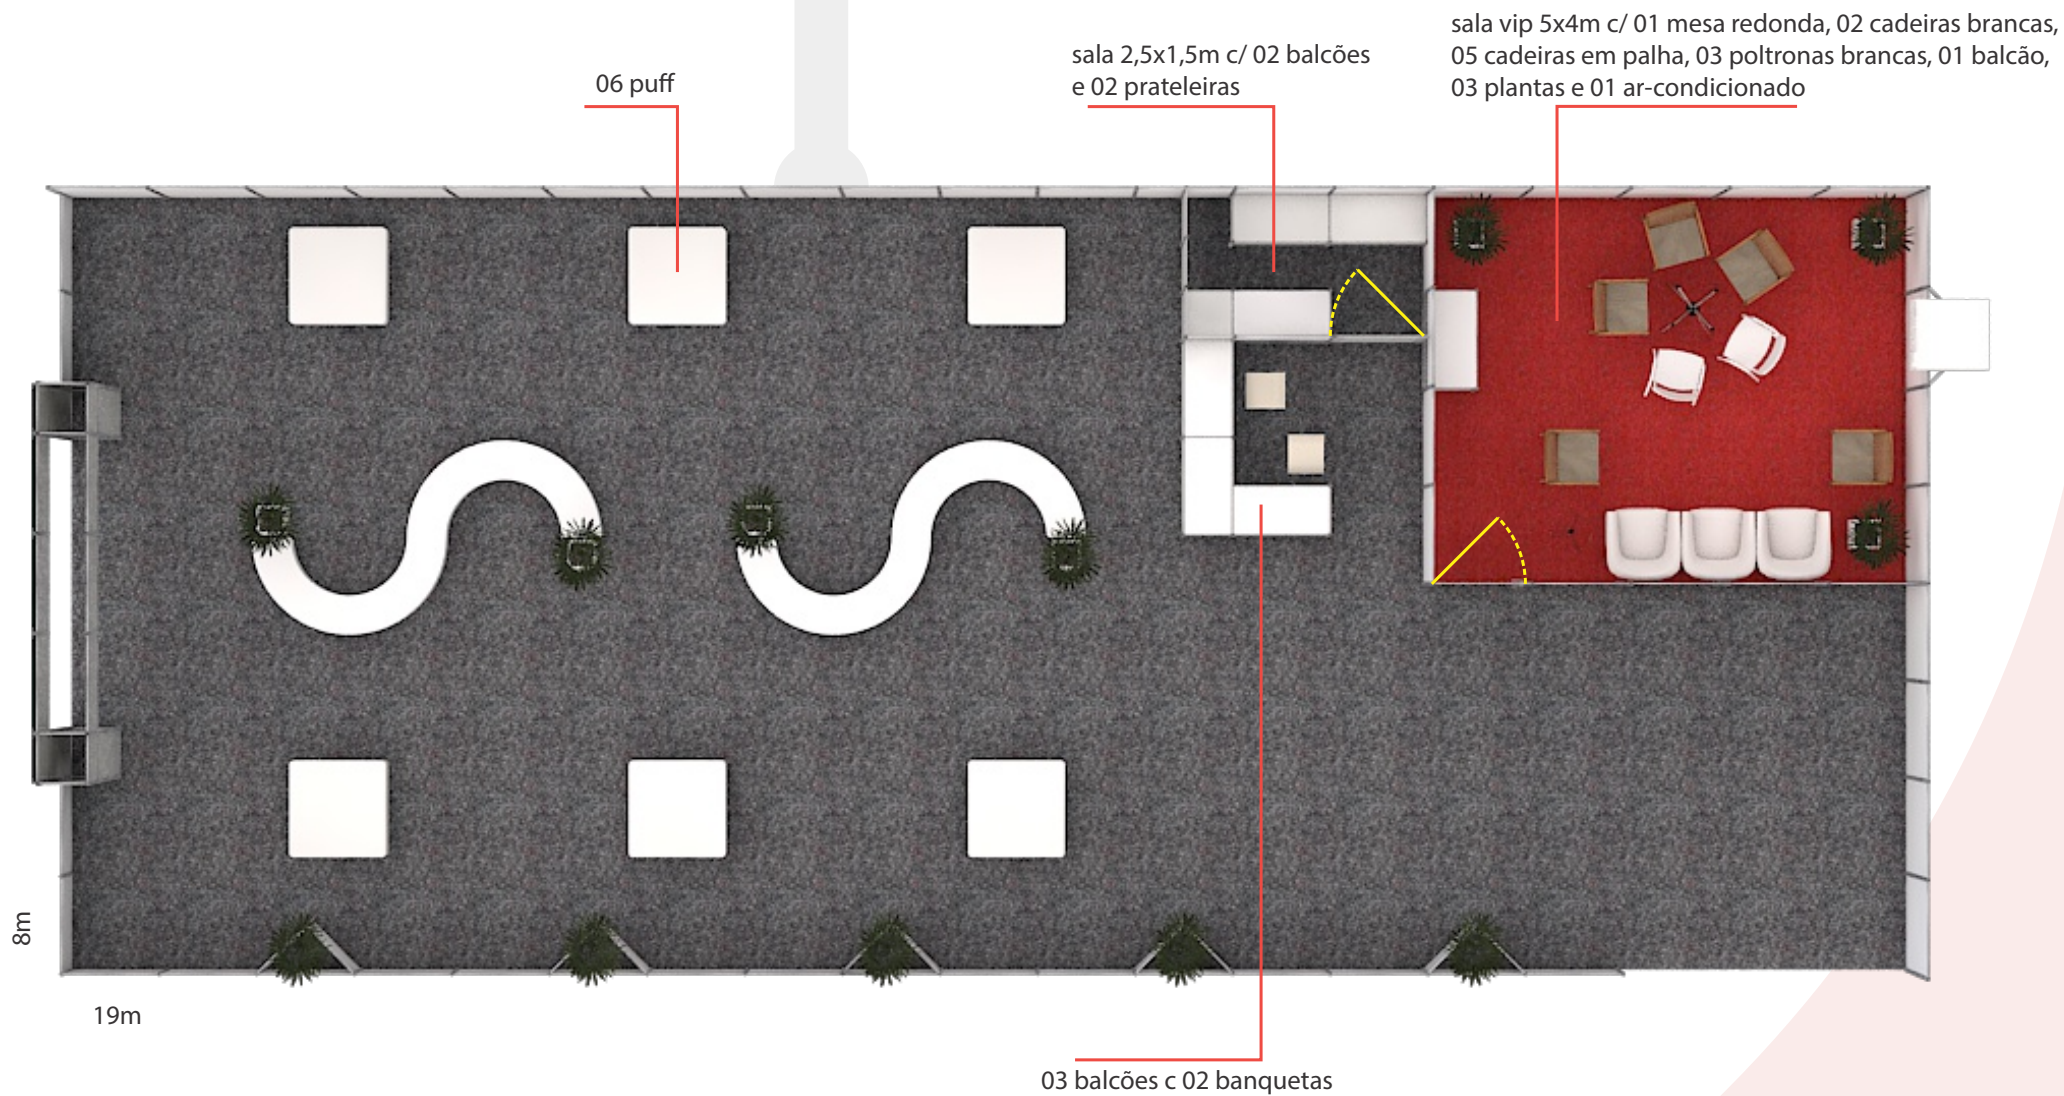 06 puff
sala 2,5x1,5m c/ 02 balcões
e 02 prateleiras
sala vip 5x4m c/ 01 mesa redonda, 02 cadeiras brancas,
05 cadeiras em palha, 03 poltronas brancas, 01 balcão,
03 plantas e 01 ar-condicionado
8m
19m
03 balcões c 02 banquetas